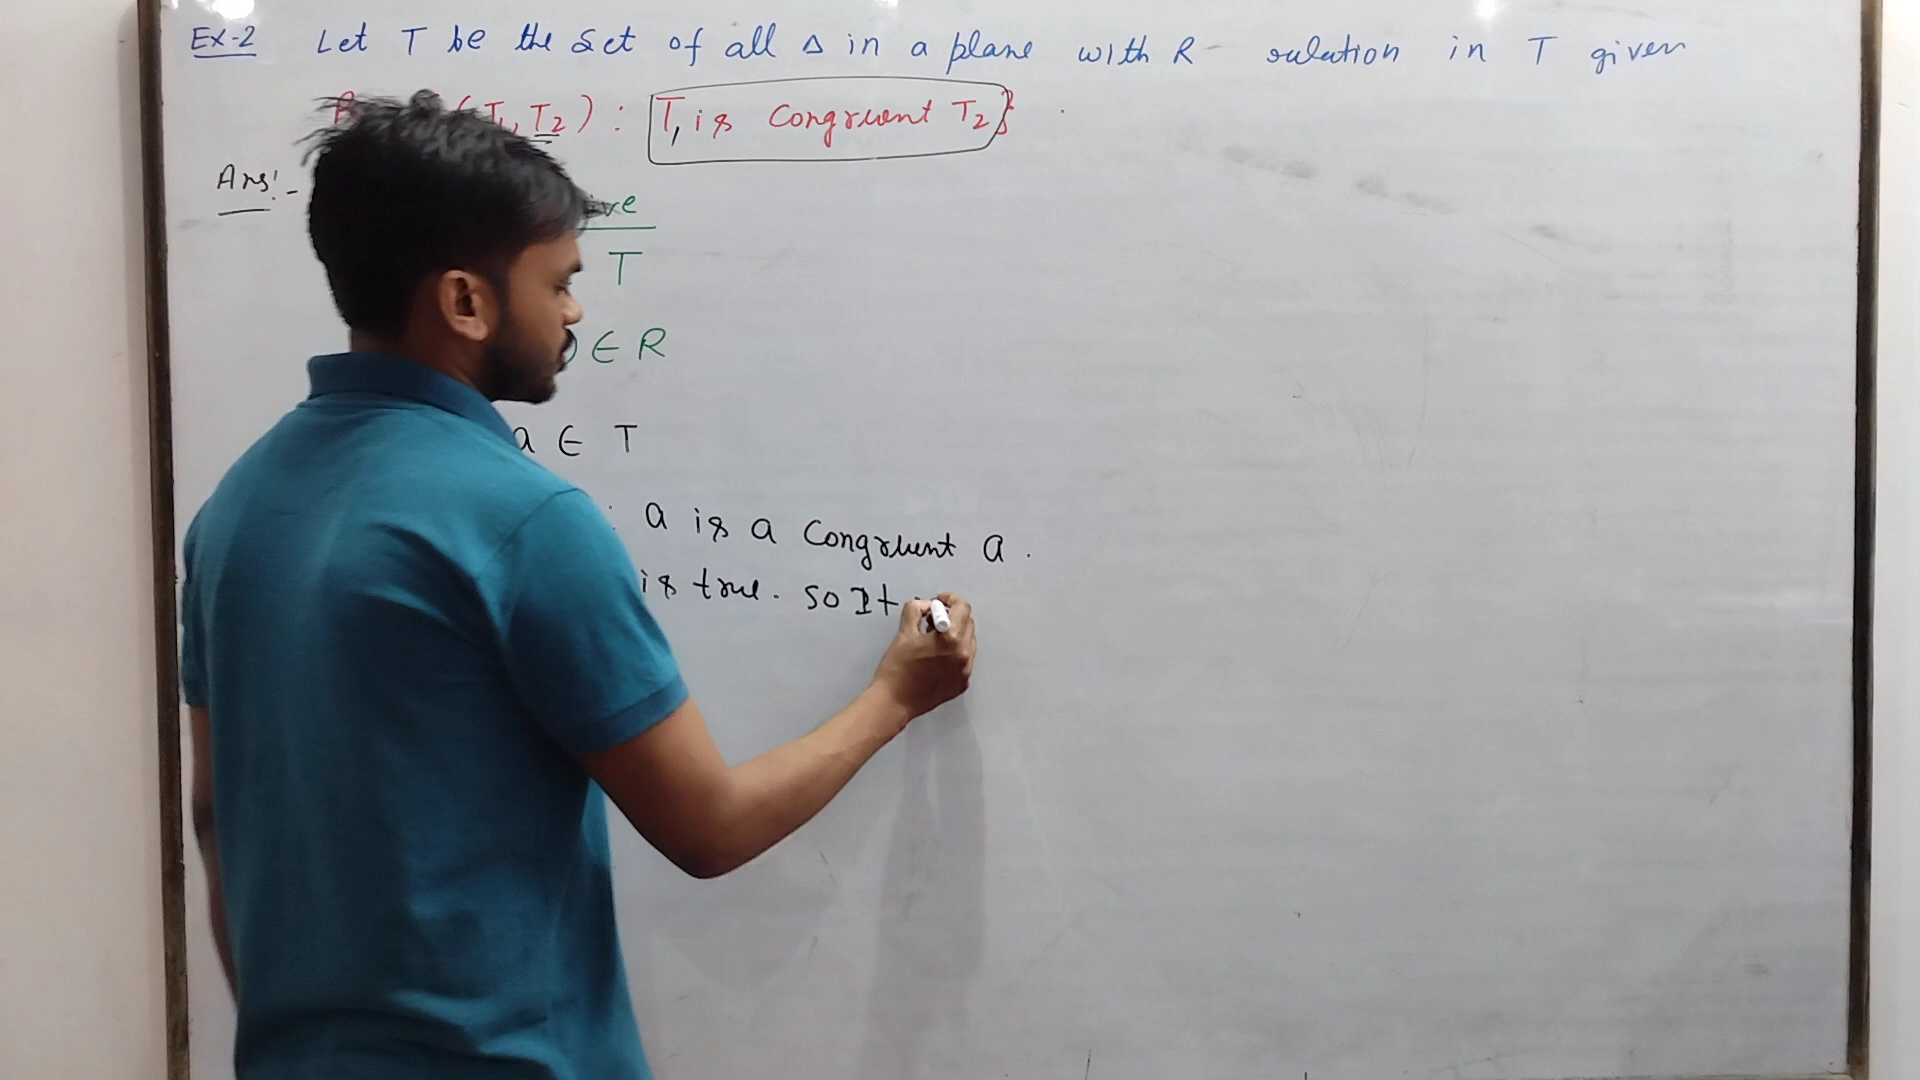 Ex-2 Let T be the set of all Δ in a plane with R - relation in T given
(T₁, T₂) : T₁ is Congruent T₂}
Ans:-
T
) ∈ R
a ∈ T
: a is a Congruent a .
is true. So It